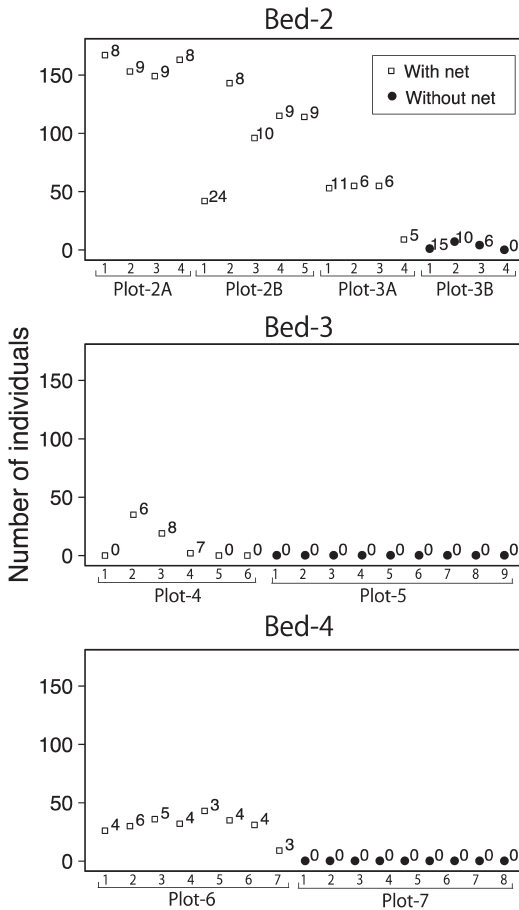 Bed-2
With net
Without net
150
100
50
0
8 9 9 8
24 8 10 9 9
11 6 6 5
15 10 6 0
1 2 3 4 1 2 3 4 5 1 2 3 4 1 2 3 4
Plot-2A Plot-2B Plot-3A Plot-3B
Number of individuals
Bed-3
150
100
50
0
0 6 8 7 0 0 0 0 0 0 0 0 0 0 0
1 2 3 4 5 6 1 2 3 4 5 6 7 8 9
Plot-4 Plot-5
Bed-4
150
100
50
0
4 6 5 4 3 4 4 3 0 0 0 0 0 0 0 0 0
1 2 3 4 5 6 7 1 2 3 4 5 6 7 8
Plot-6 Plot-7